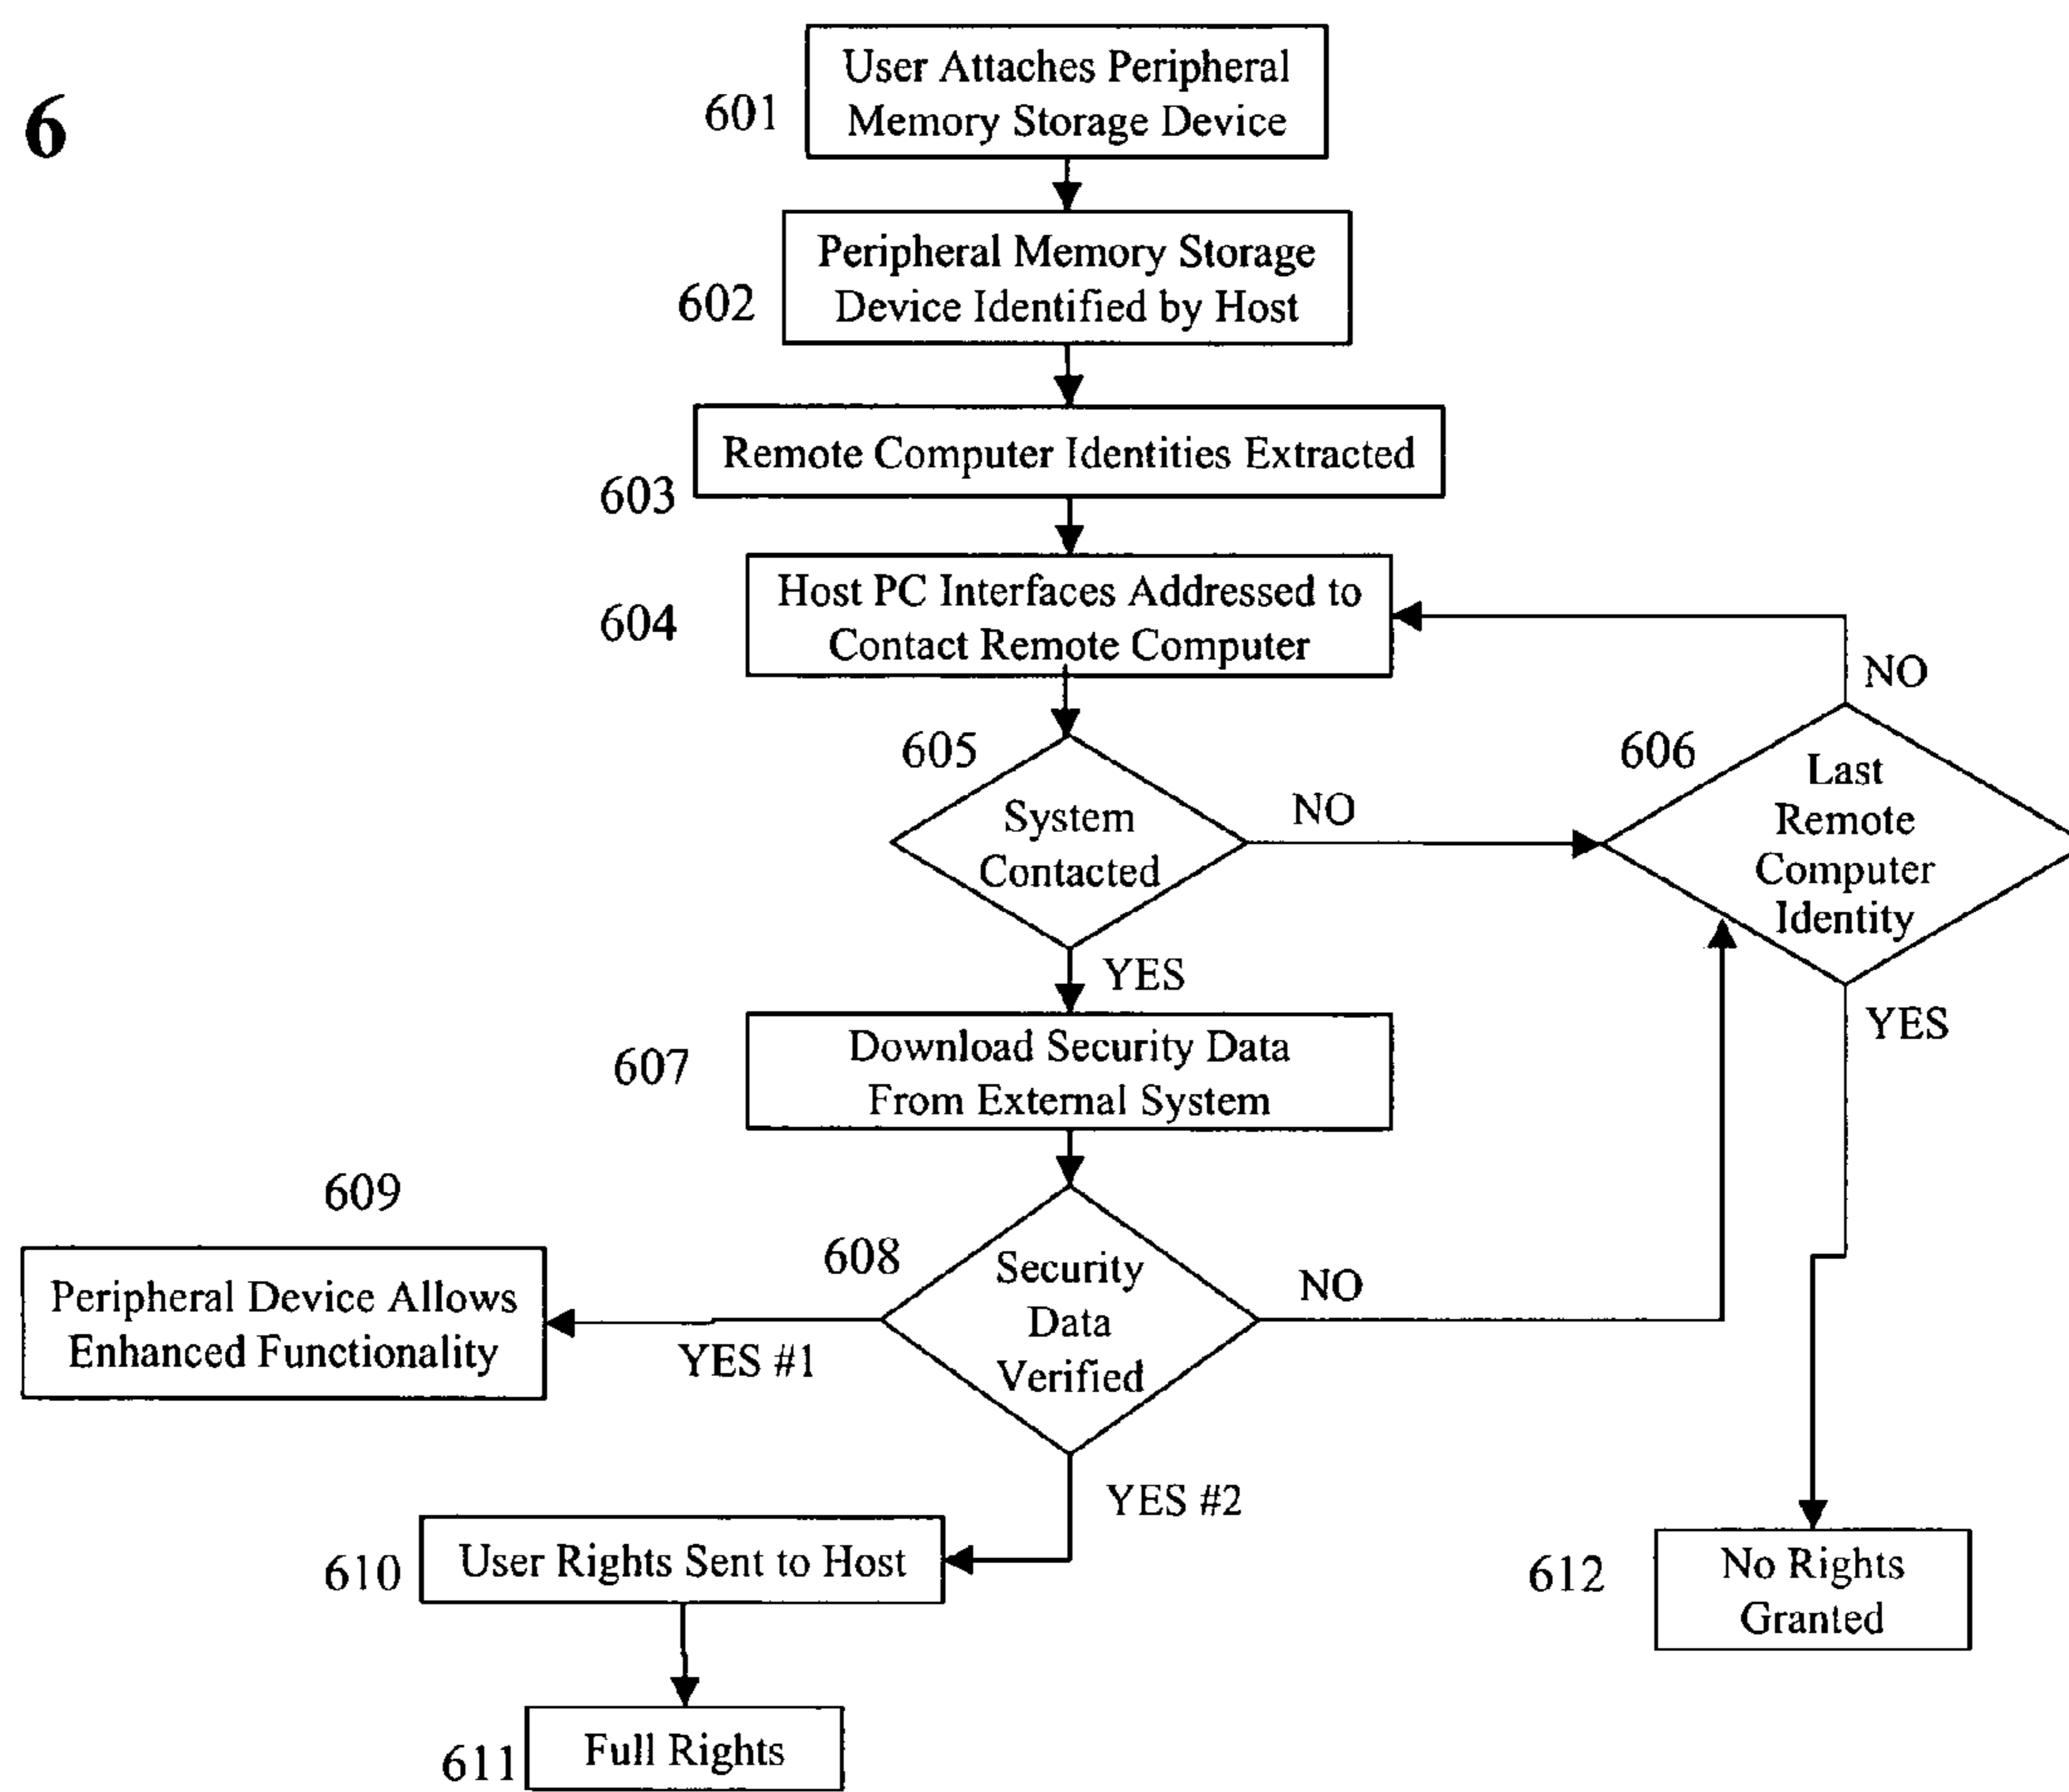 6
601
User Attaches Peripheral
Memory Storage Device
602
Peripheral Memory Storage
Device Identified by Host
603
Remote Computer Identities Extracted
604
Host PC Interfaces Addressed to
Contact Remote Computer
NO
605
System
Contacted
NO
606
Last
Remote
Computer
Identity
YES
YES
607
Download Security Data
From External System
609
Peripheral Device Allows
Enhanced Functionality
YES #1
608
Security
Data
Verified
NO
YES #2
610
User Rights Sent to Host
612
No Rights
Granted
611
Full Rights